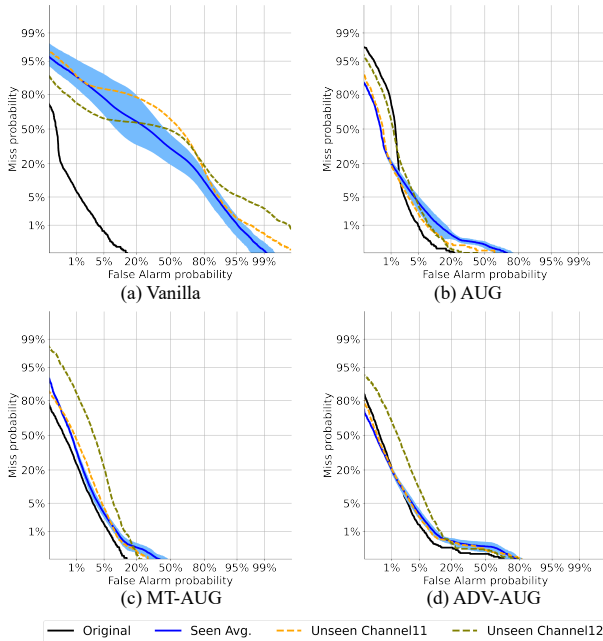 99%
95%
80%
50%
20%
5%
1%
Miss probability
1% 5% 20% 50% 80% 95% 99%
False Alarm probability
(a) Vanilla
99%
95%
80%
50%
20%
5%
1%
Miss probability
1% 5% 20% 50% 80% 95% 99%
False Alarm probability
(b) AUG
99%
95%
80%
50%
20%
5%
1%
Miss probability
1% 5% 20% 50% 80% 95% 99%
False Alarm probability
(c) MT-AUG
99%
95%
80%
50%
20%
5%
1%
Miss probability
1% 5% 20% 50% 80% 95% 99%
False Alarm probability
(d) ADV-AUG
Original Seen Avg. Unseen Channel11 Unseen Channel12